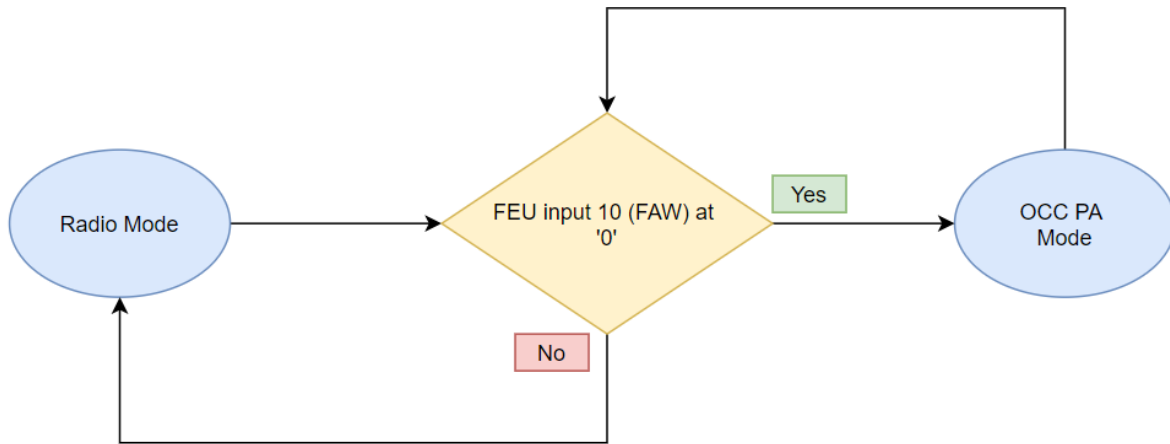 Radio Mode
FEU input 10 (FAW) at
'0'
Yes
No
OCC PA
Mode